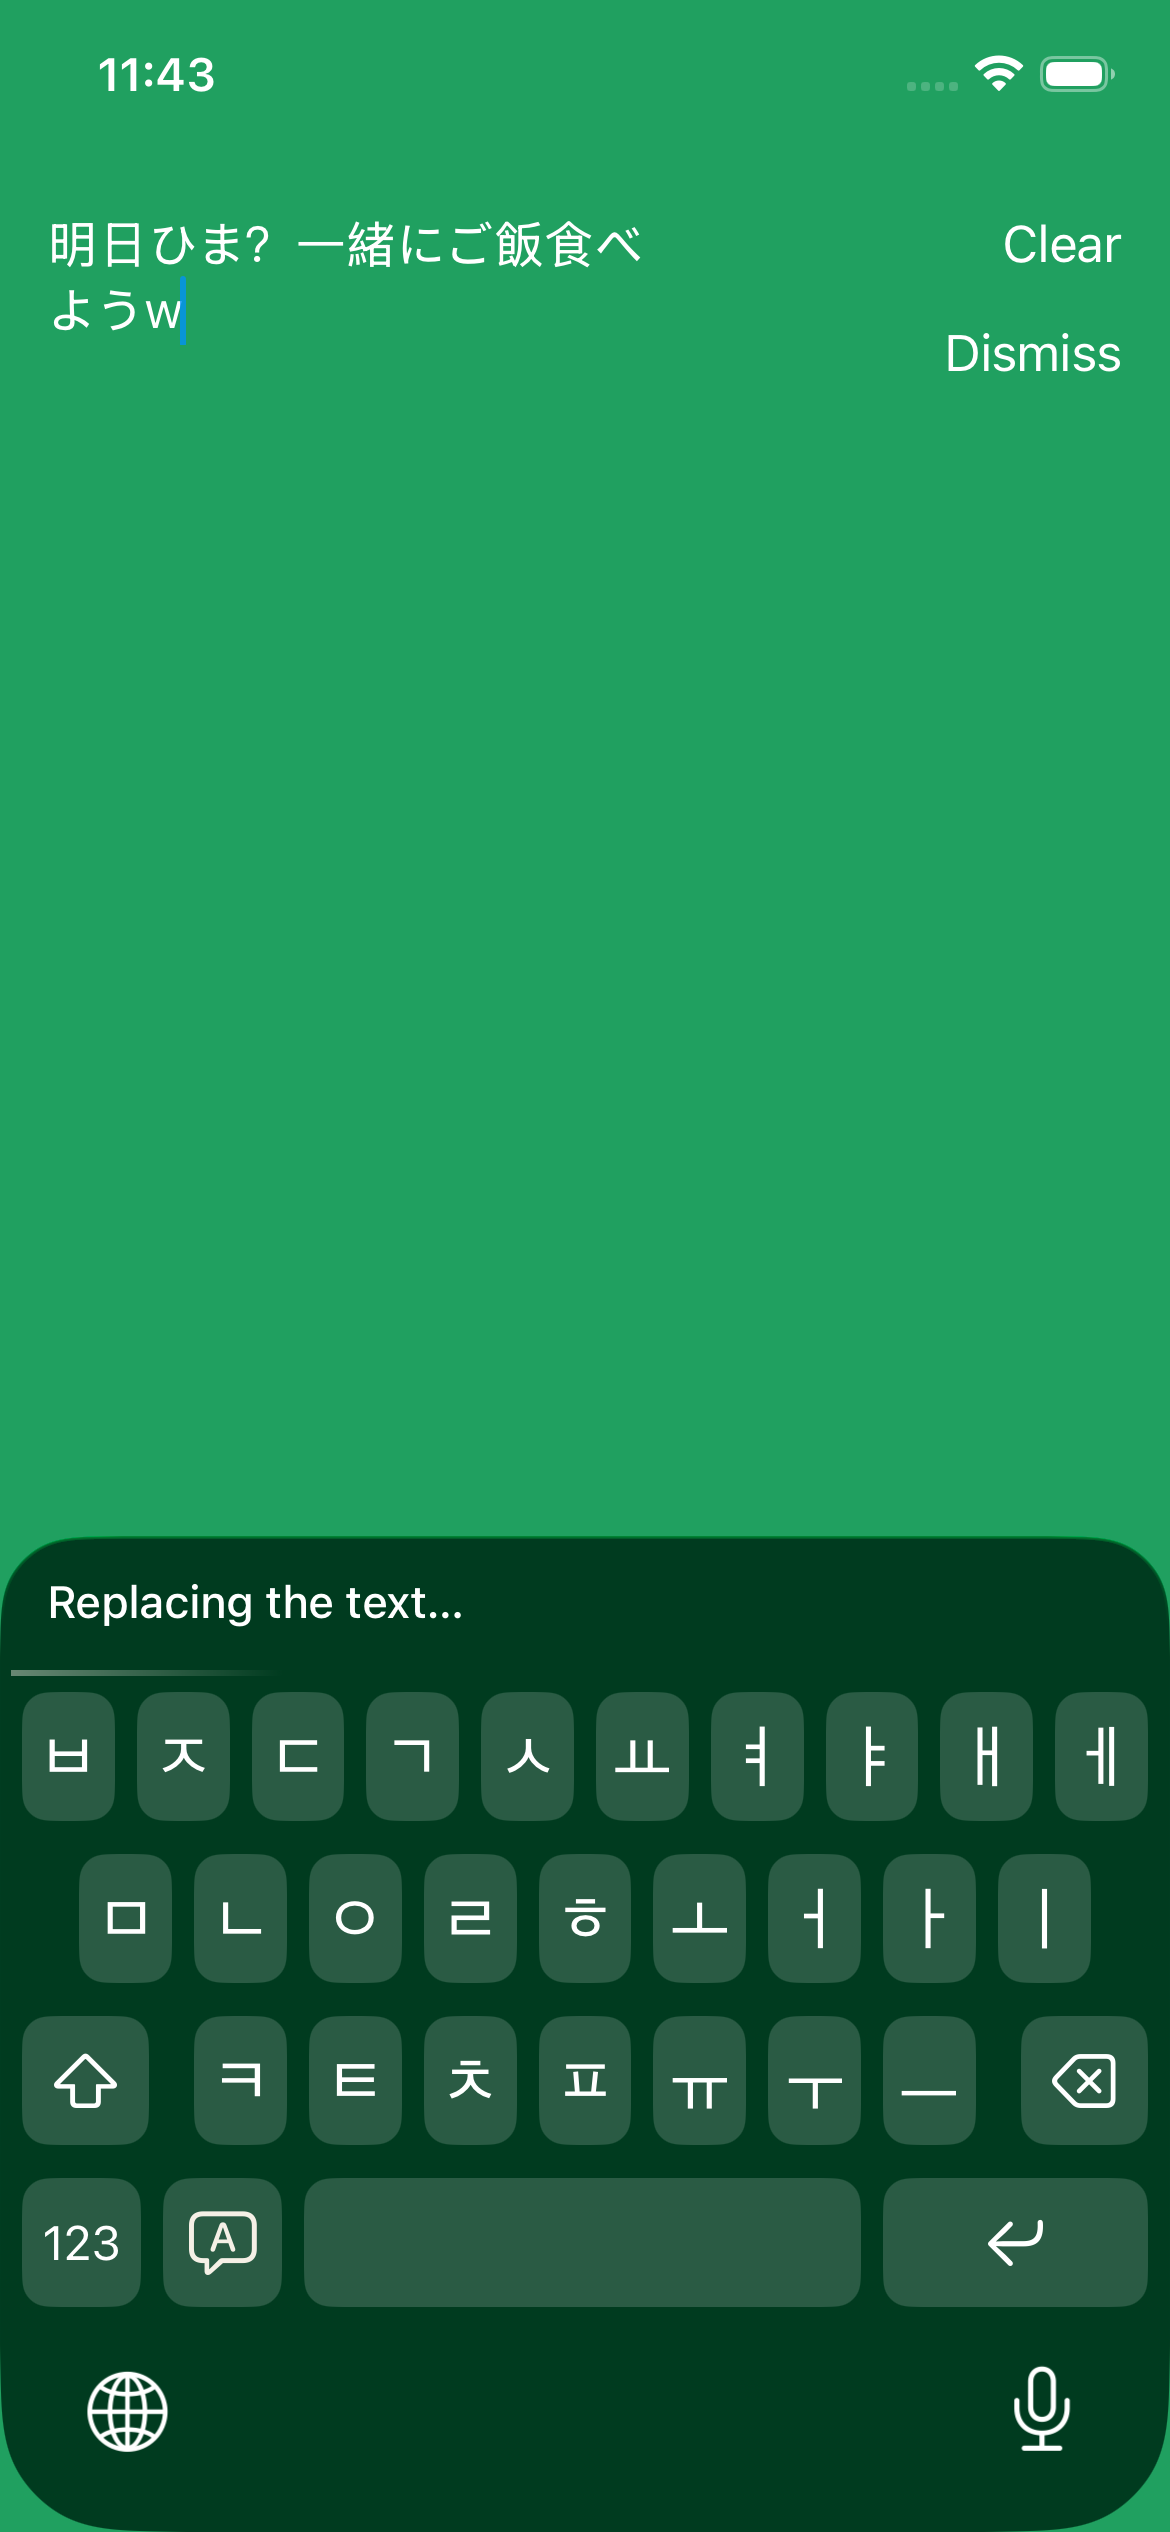 11:43
明日ひま？ 一緒にご飯食べ
ようw
Clear
Dismiss
Replacing the text...
ㅂ ㅈ ㄷ ㄱ ㅅ ㅛ ㅕ ㅑ ㅐ ㅔ
ㅁ ㄴ ㅇ ㄹ ㅎ ㅗ ㅓ ㅏ ㅣ
ㅋ ㅌ ㅊ ㅍ ㅠ ㅜ ㅡ
123 A